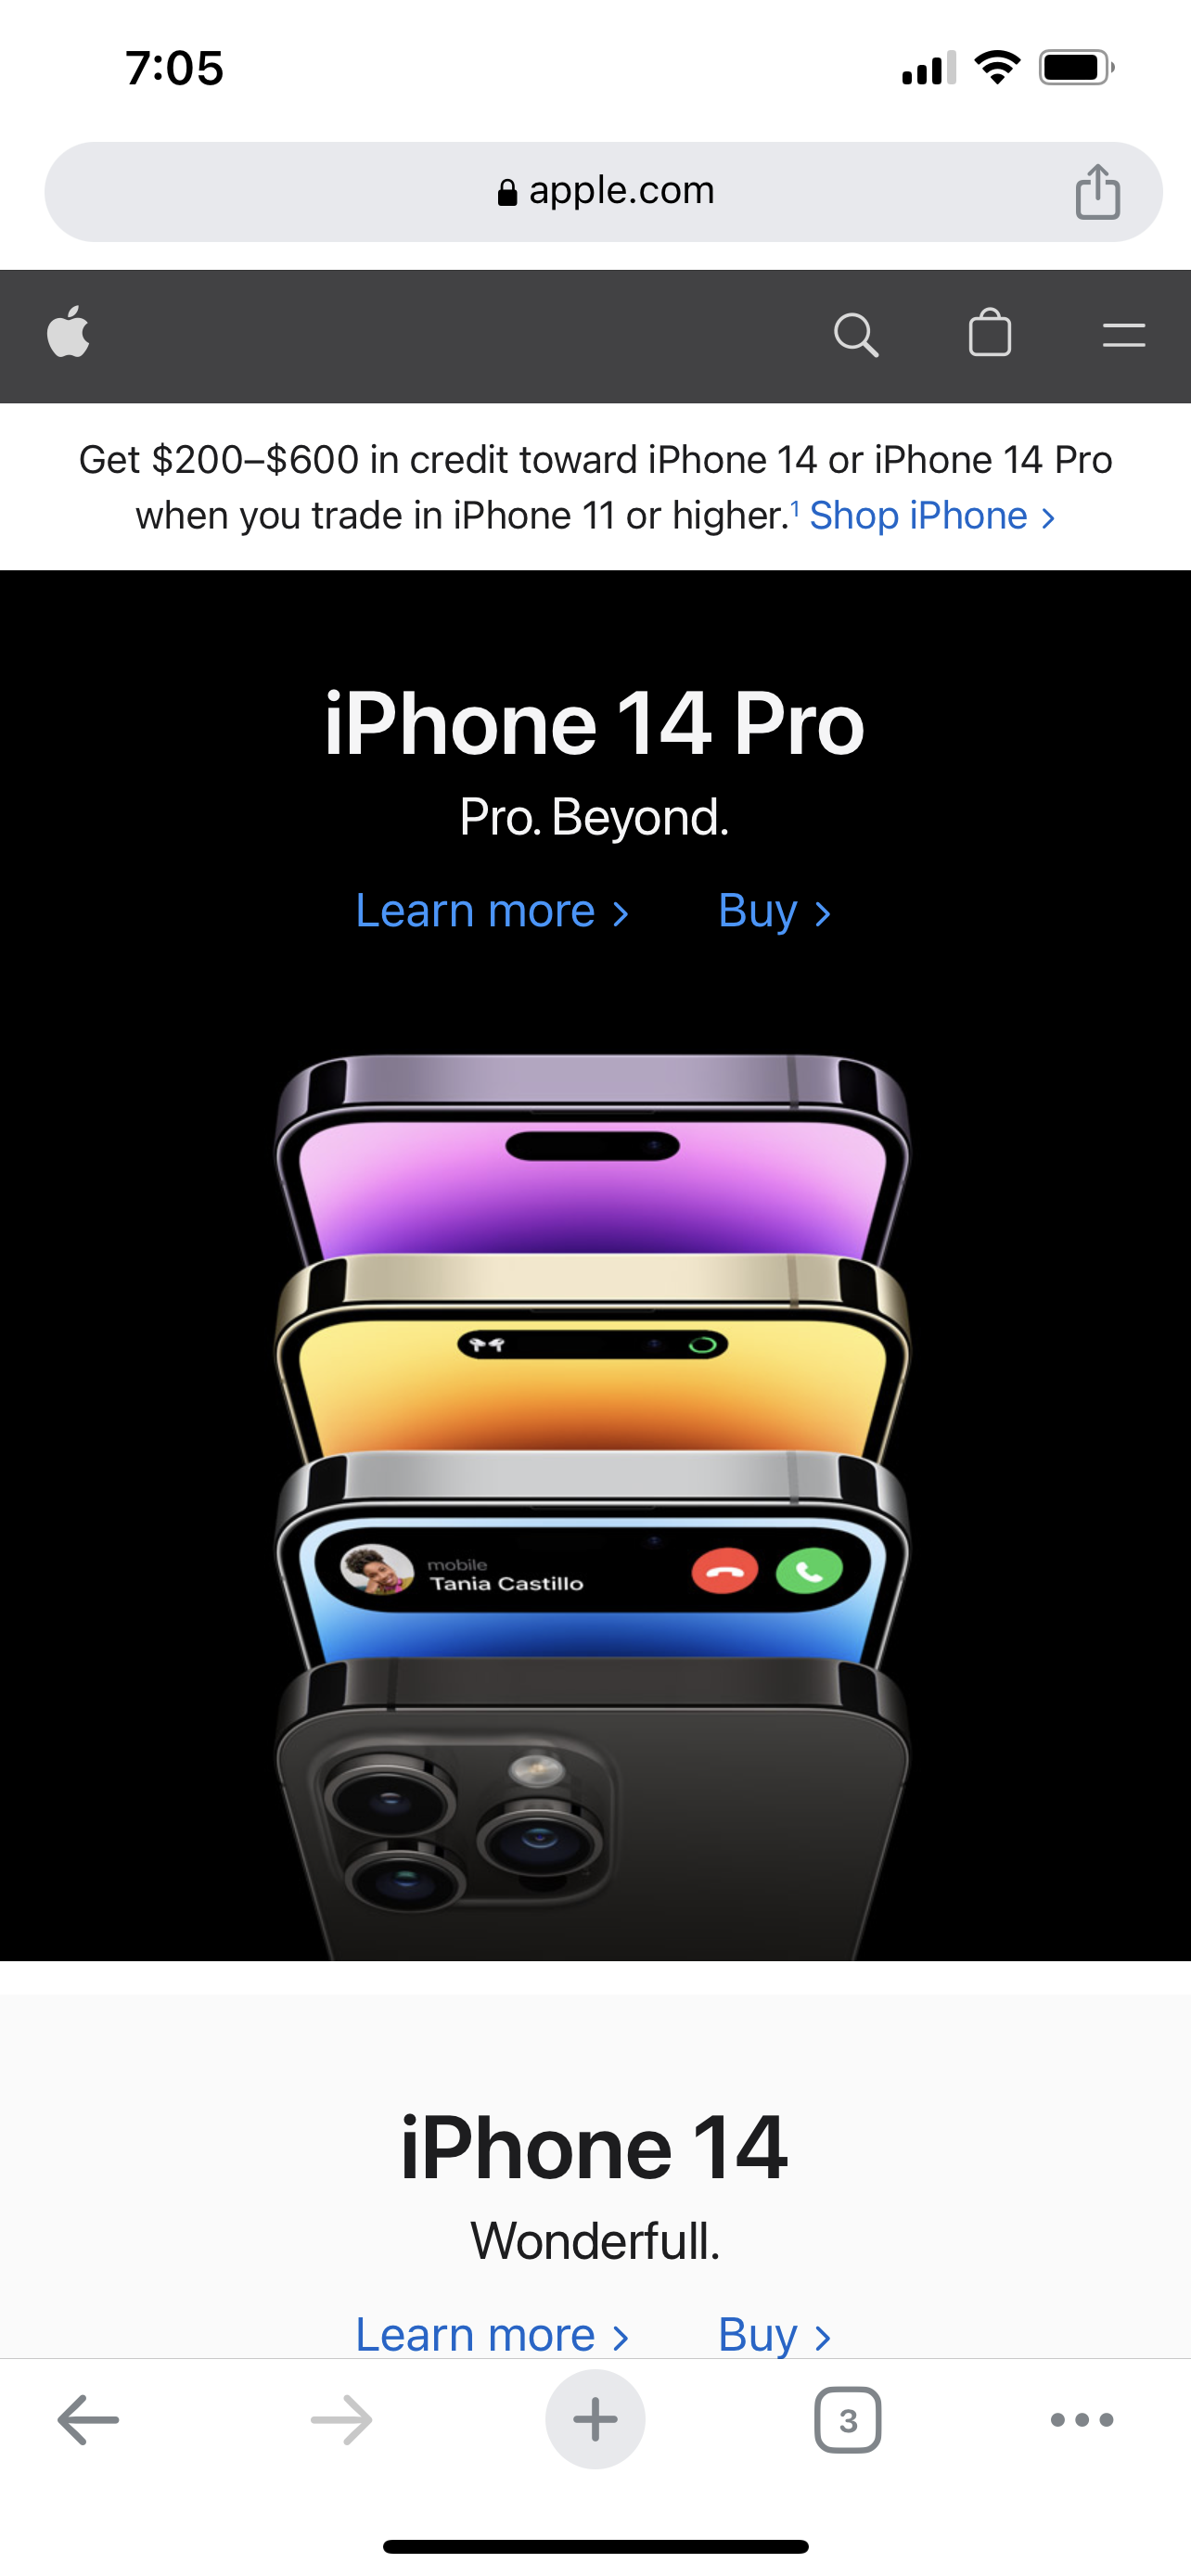 7:05
apple.com
Get $200–$600 in credit toward iPhone 14 or iPhone 14 Pro
when you trade in iPhone 11 or higher.¹ Shop iPhone >
iPhone 14 Pro
Pro. Beyond.
Learn more > Buy >
mobile
Tania Castillo
iPhone 14
Wonderfull.
Learn more > Buy >
3